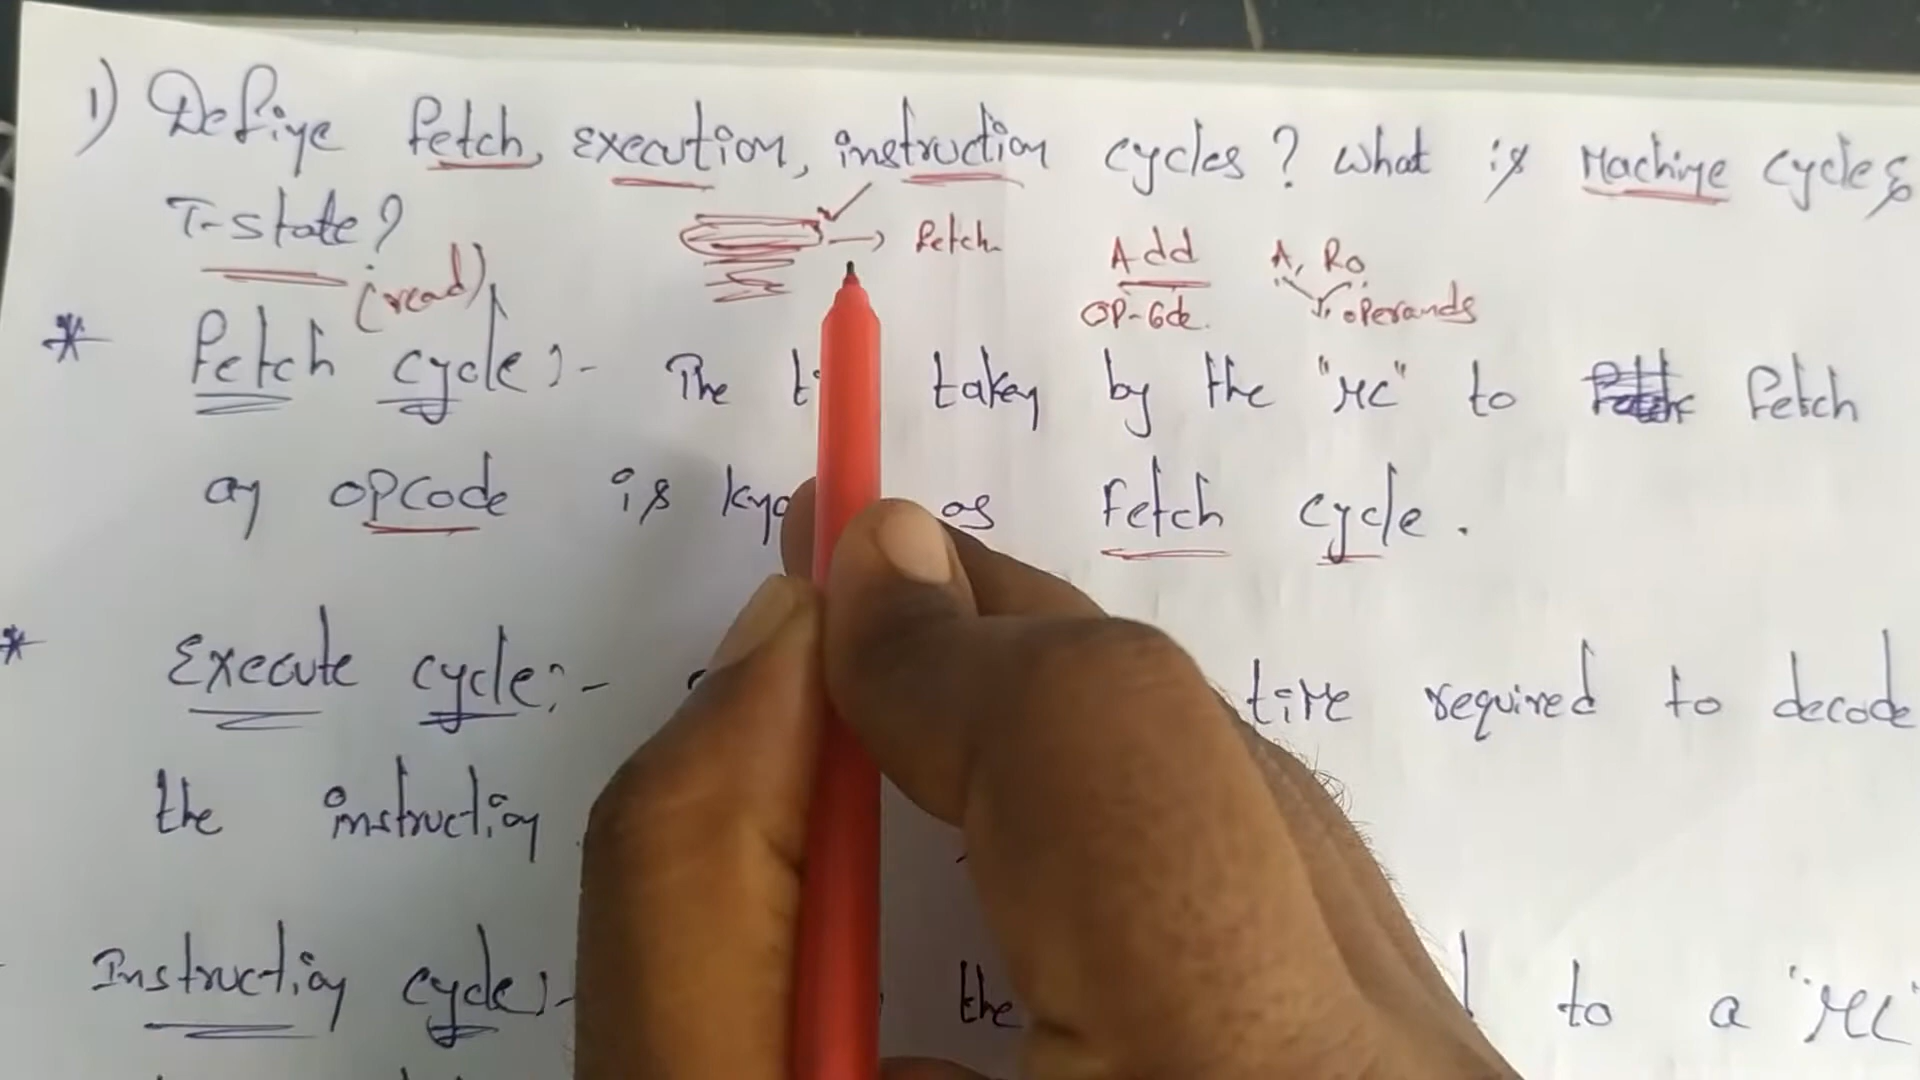 1) Define fetch, execution, instruction cycles? what is Machine cycle &
T-state?
(read)
→ fetch
Add A, R0
OP-Code. operands
* fetch cycle :- The taken by the "MC" to fetch
an opcode is as Fetch cycle.
* Execute cycle :- time required to decode
the instruction
Instruction cycle :- the to a "MC"